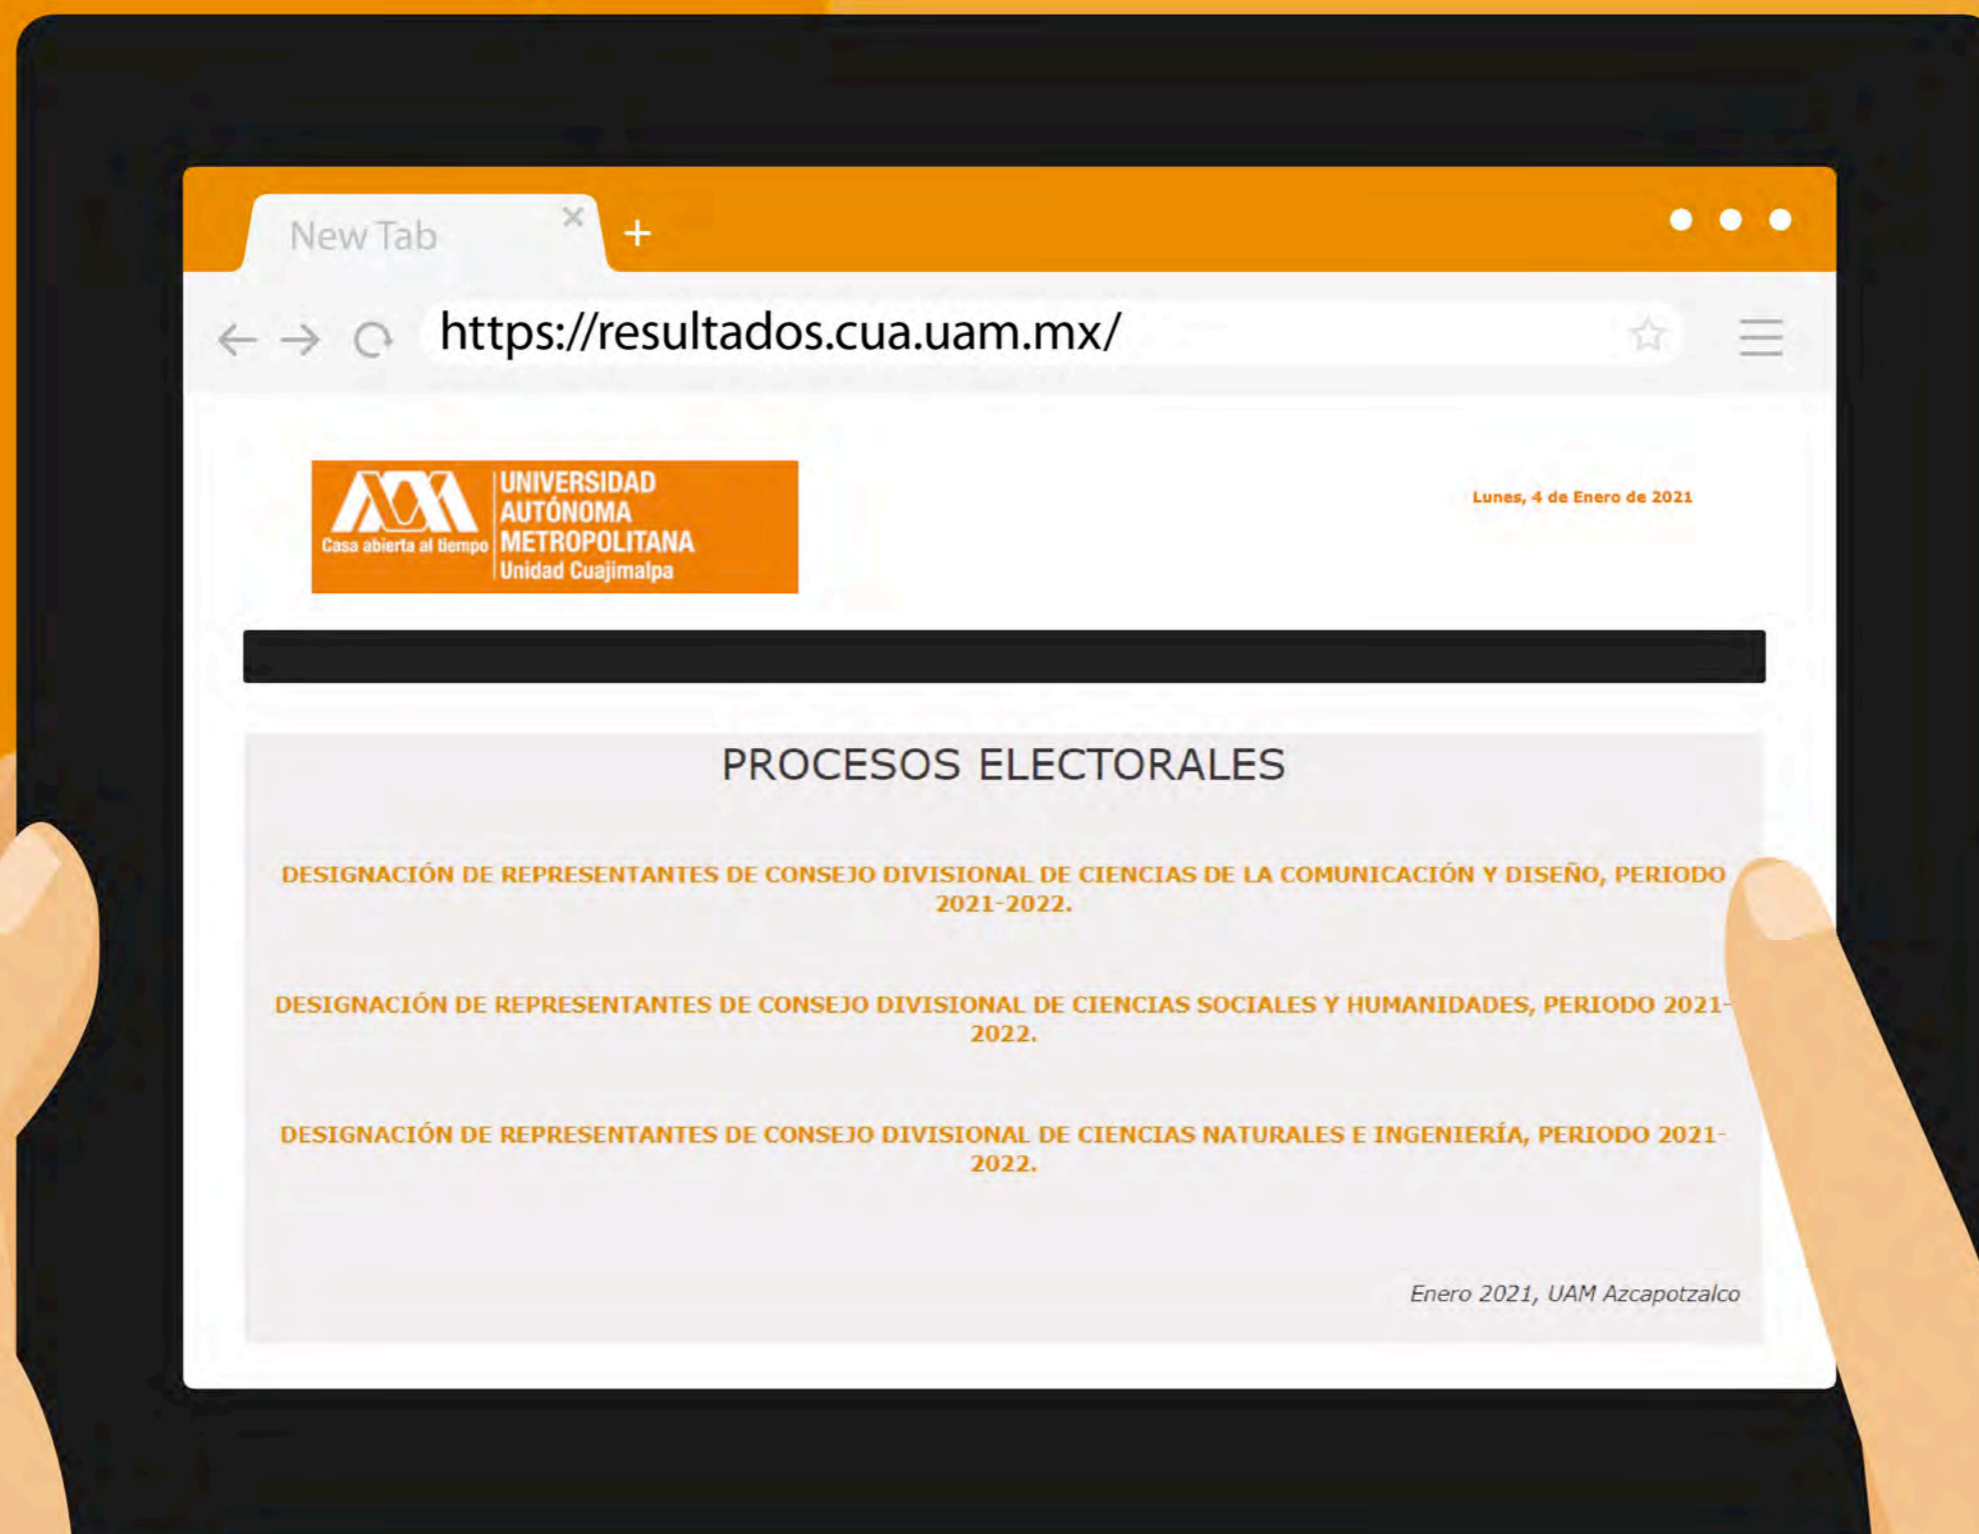 New Tab
https://resultados.cua.uam.mx/
UNIVERSIDAD
AUTÓNOMA
METROPOLITANA
Unidad Cuajimalpa
Casa abierta al tiempo
Lunes, 4 de Enero de 2021
PROCESOS ELECTORALES
DESIGNACIÓN DE REPRESENTANTES DE CONSEJO DIVISIONAL DE CIENCIAS DE LA COMUNICACIÓN Y DISEÑO, PERIODO
2021-2022.
DESIGNACIÓN DE REPRESENTANTES DE CONSEJO DIVISIONAL DE CIENCIAS SOCIALES Y HUMANIDADES, PERIODO 2021-
2022.
DESIGNACIÓN DE REPRESENTANTES DE CONSEJO DIVISIONAL DE CIENCIAS NATURALES E INGENIERÍA, PERIODO 2021-
2022.
Enero 2021, UAM Azcapotzalco